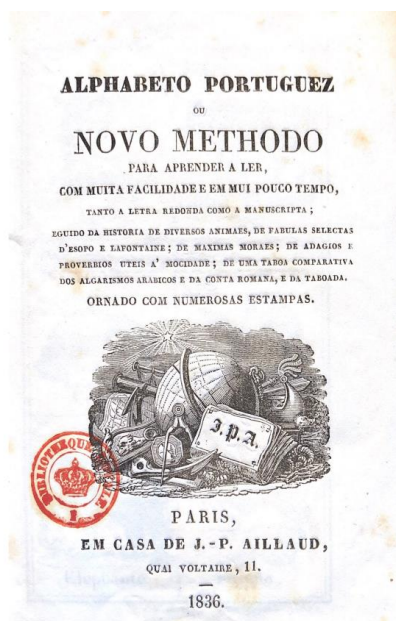 ALPHABETO PORTUGUEZ
OU
NOVO METHODO
PARA APRENDER A LER,
COM MUITA FACILIDADE E EM MUI POUCO TEMPO,
TANTO A LETRA REDONDA COMO A MANUSCRIPTA;
EGUIDO DA HISTORIA DE DIVERSOS ANIMAES, DE FABULAS SELECTAS
D'ESOPO E LAFONTAINE; DE MAXIMAS MORAES; DE ADAGIOS E
PROVERBIOS UTEIS A' MOCIDADE; DE UMA TABOA COMPARATIVA
DOS ALGARISMOS ARABICOS E DA CONTA ROMANA, E DA TABOADA.
ORNADO COM NUMEROSAS ESTAMPAS.
J.P.A.
PARIS,
EM CASA DE J.-P. AILLAUD,
QUAI VOLTAIRE, 11.
1836.